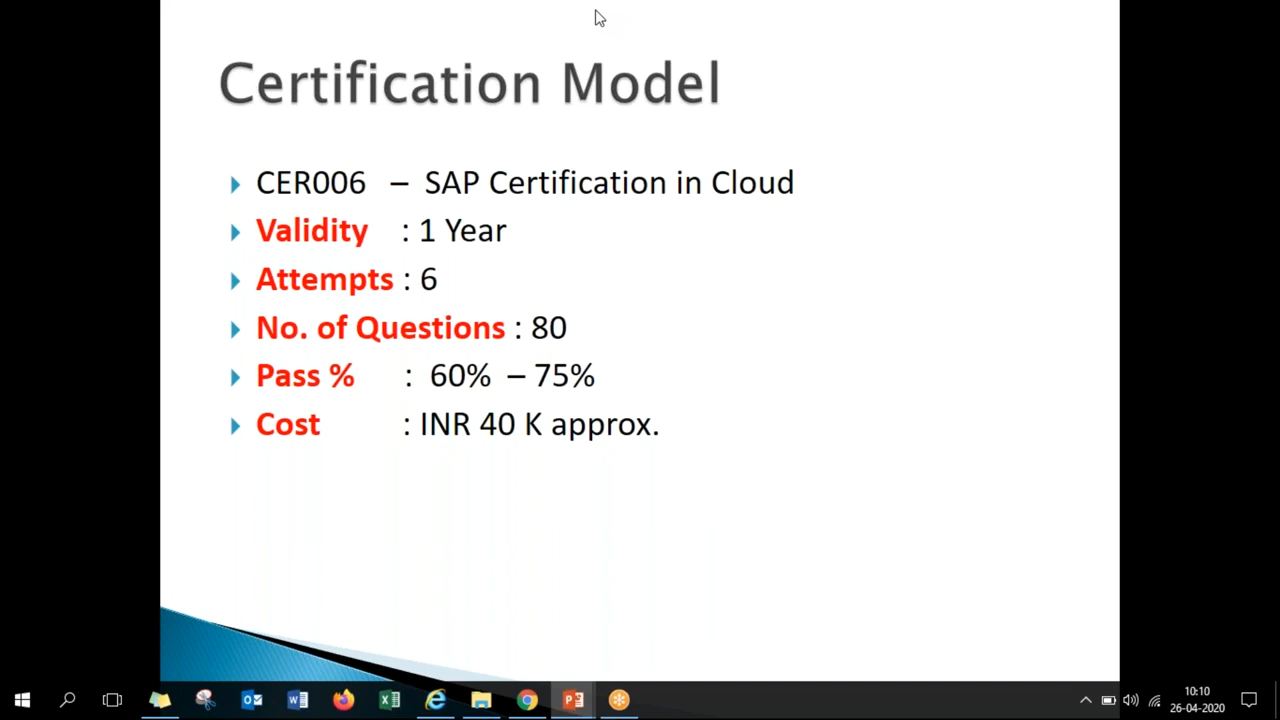 Certification Model
CER006 – SAP Certification in Cloud
Validity : 1 Year
Attempts : 6
No. of Questions : 80
Pass % : 60% – 75%
Cost : INR 40 K approx.
10:10
26-04-2020